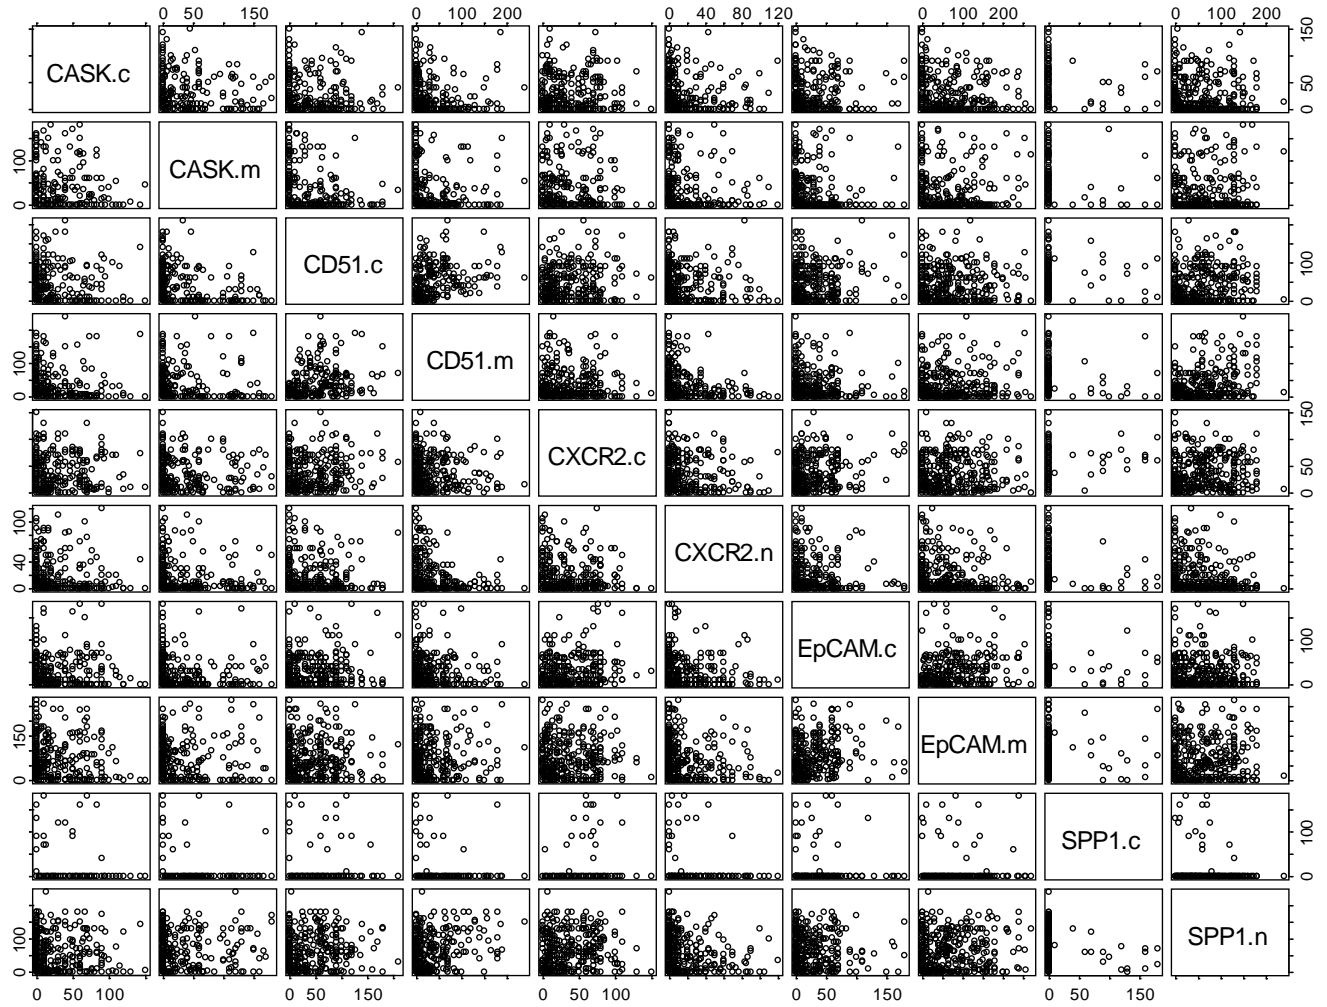 0 50 150 0 100 200 0 40 80 120 0 100 200 0 100 200
CASK.c 0 50 150
0 100 CASK.m
CD51.c 0 100
0 100 CD51.m
CXCR2.c 0 50 150
0 40 100 CXCR2.n
EpCAM.c 0 100
0 150 EpCAM.m
SPP1.c 0 100
0 100 SPP1.n
0 50 100 0 50 150 0 50 100 0 50 150 0 50 150